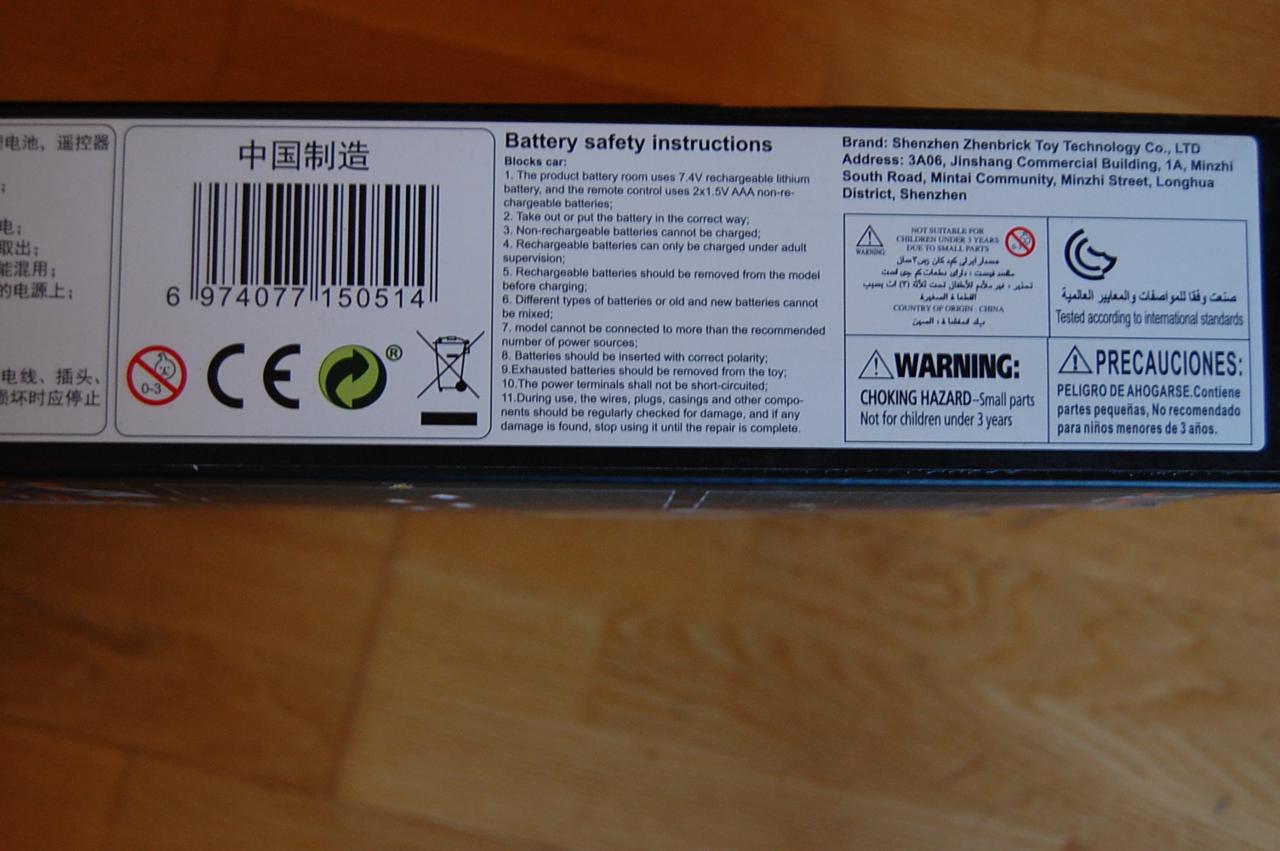 电池，遥控器
；
电；
取出；
能混用；
的电源上；
电线、插头、
损坏时应停止
中国制造
6 974077 150514
0-3
CE
®
Battery safety instructions
Blocks car:
1. The product battery room uses 7.4V rechargeable lithium
battery, and the remote control uses 2x1.5V AAA non-re-
chargeable batteries;
2. Take out or put the battery in the correct way;
3. Non-rechargeable batteries cannot be charged;
4. Rechargeable batteries can only be charged under adult
supervision;
5. Rechargeable batteries should be removed from the model
before charging;
6. Different types of batteries or old and new batteries cannot
be mixed;
7. model cannot be connected to more than the recommended
number of power sources;
8. Batteries should be inserted with correct polarity;
9.Exhausted batteries should be removed from the toy;
10.The power terminals shall not be short-circuited;
11.During use, the wires, plugs, casings and other compo-
nents should be regularly checked for damage, and if any
damage is found, stop using it until the repair is complete.
Brand: Shenzhen Zhenbrick Toy Technology Co., LTD
Address: 3A06, Jinshang Commercial Building, 1A, Minzhi
South Road, Mintai Community, Minzhi Street, Longhua
District, Shenzhen
WARNING
NOT SUITABLE FOR
CHILDREN UNDER 3 YEARS
DUE TO SMALL PARTS
0-3
COUNTRY OF ORIGIN : CHINA
صنعت وفقا للمواصفات والمعايير العالمية
Tested according to international standards
WARNING:
CHOKING HAZARD--Small parts
Not for children under 3 years
PRECAUCIONES:
PELIGRO DE AHOGARSE.Contiene
partes pequeñas, No recomendado
para niños menores de 3 años.